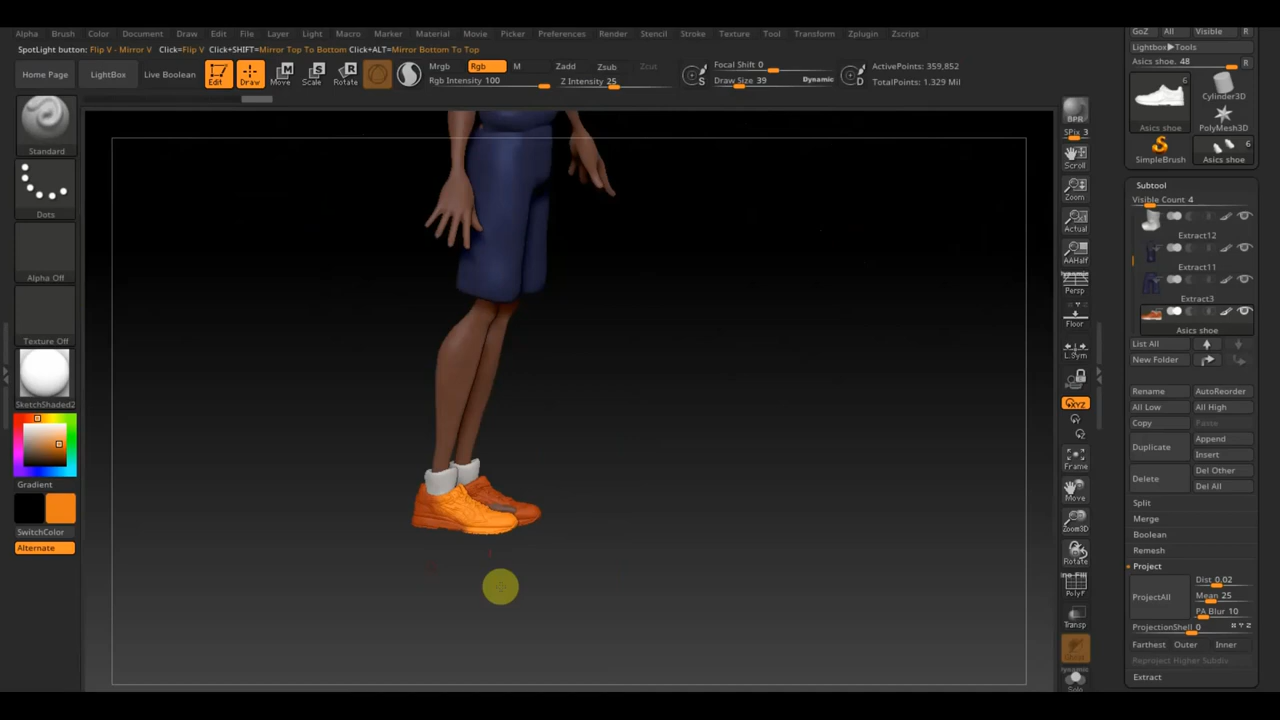 Alpha Brush Color Document Draw Edit File Layer Light Macro Marker Material Movie Picker Preferences Render Stencil Stroke Surface Texture Tool Transform Zplugin Zscript
SpotLight button: Flip V - Mirror V Click=Flip V Click+SHIFT=Mirror Top To Bottom Click+ALT=Mirror Bottom To Top
Home Page LightBox Live Boolean Edit Draw Move Scale Rotate
Mrgb Rgb M Zadd Zsub Zcut
Rgb Intensity 100 Z Intensity 25
Focal Shift 0
Draw Size 39 Dynamic
ActivePoints: 359,852
TotalPoints: 1.329 Mil
Standard
Dots
Alpha Off
Texture Off
SketchShaded2
Gradient
SwitchColor
Alternate
BPR
SPix 3
Scroll
Zoom
Actual
AAHalf
Persp
Floor
L.Sym
XYZ
Y
Z
Frame
Move
Zoom3D
Rotate
PolyF
Transp
Solo
GoZ All Visible R
Lightbox▶Tools
Asics shoe. 48 R
6
Cylinder3D
Asics shoe PolyMesh3D
6
SimpleBrush Asics shoe
Subtool
Visible Count 4
Extract12
Extract11
Extract3
Asics shoe
List All
New Folder
Rename AutoReorder
All Low All High
Copy Paste
Duplicate Append
Insert
Delete Del Other
Del All
Split
Merge
Boolean
Remesh
Project
ProjectAll Dist 0.02
Mean 25
PA Blur 10
ProjectionShell 0 X Y Z
Farthest Outer Inner
Reproject Higher Subdiv
Extract